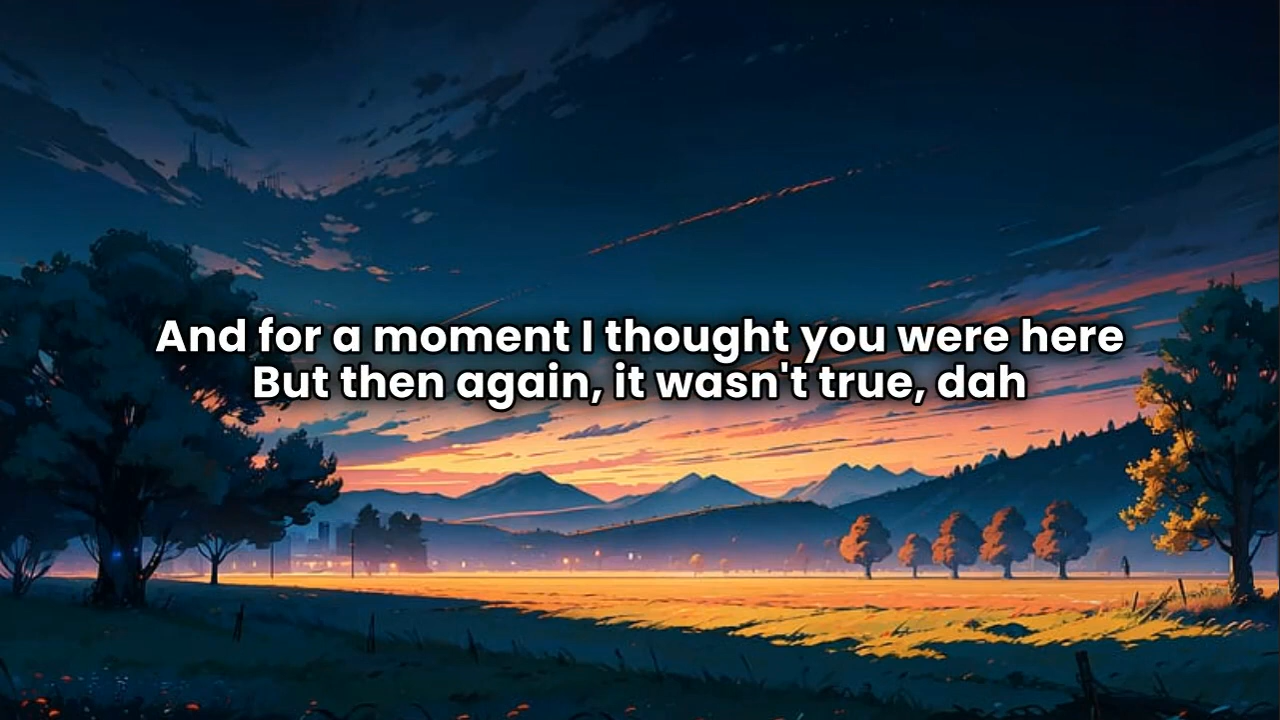 And for a moment I thought you were here
But then again, it wasn't true, dah